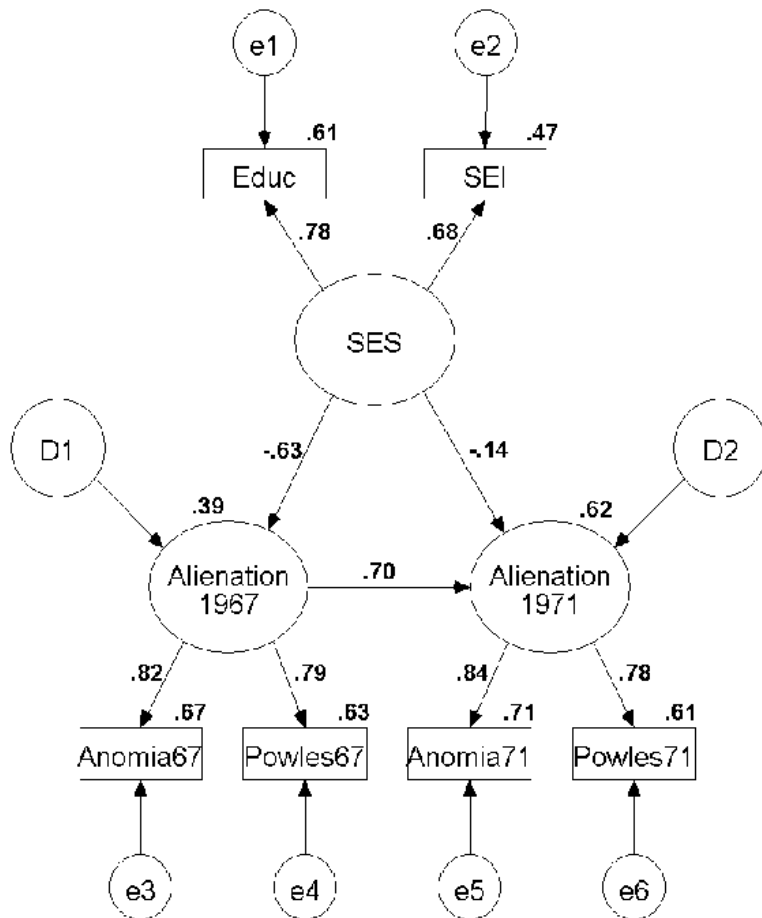 e1
e2
.61
.47
Educ
SEI
.78
.68
SES
D1
D2
-.63
-.14
.39
.62
Alienation
1967
.70
Alienation
1971
.82
.79
.84
.78
.67
.63
.71
.61
Anomia67
Powles67
Anomia71
Powles71
e3
e4
e5
e6